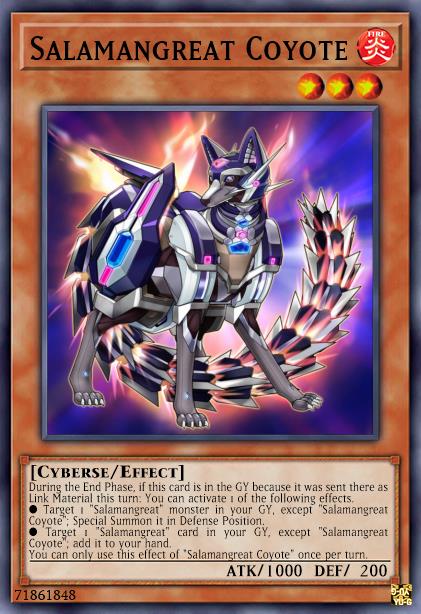 Salamangreat Coyote
FIRE
炎
[Cyberse/Effect]
During the End Phase, if this card is in the GY because it was sent there as
Link Material this turn: You can activate 1 of the following effects.
● Target 1 "Salamangreat" monster in your GY, except "Salamangreat
Coyote"; Special Summon it in Defense Position.
● Target 1 "Salamangreat" card in your GY, except "Salamangreat
Coyote"; add it to your hand.
You can only use this effect of "Salamangreat Coyote" once per turn.
ATK/1000 DEF/ 200
71861848